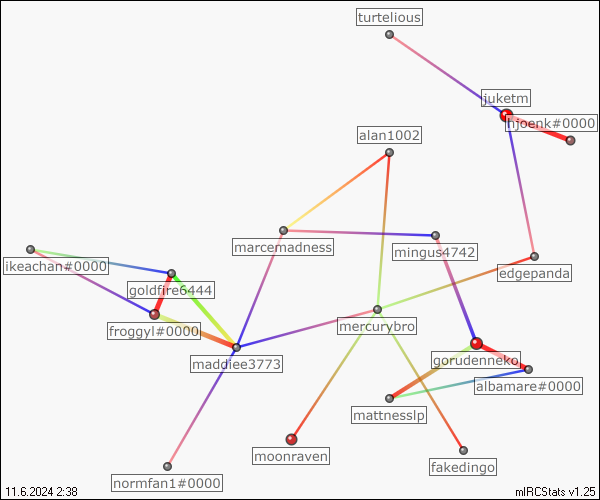 turtelious
juketm
hjoenk#0000
alan1002
marcemadness
mingus4742
ikeachan#0000
edgepanda
goldfire6444
froggyl#0000
mercurybro
maddiee3773
gorudenneko
albamare#0000
mattnesslp
moonraven
fakedingo
normfan1#0000
11.6.2024 2:38
mIRCStats v1.25